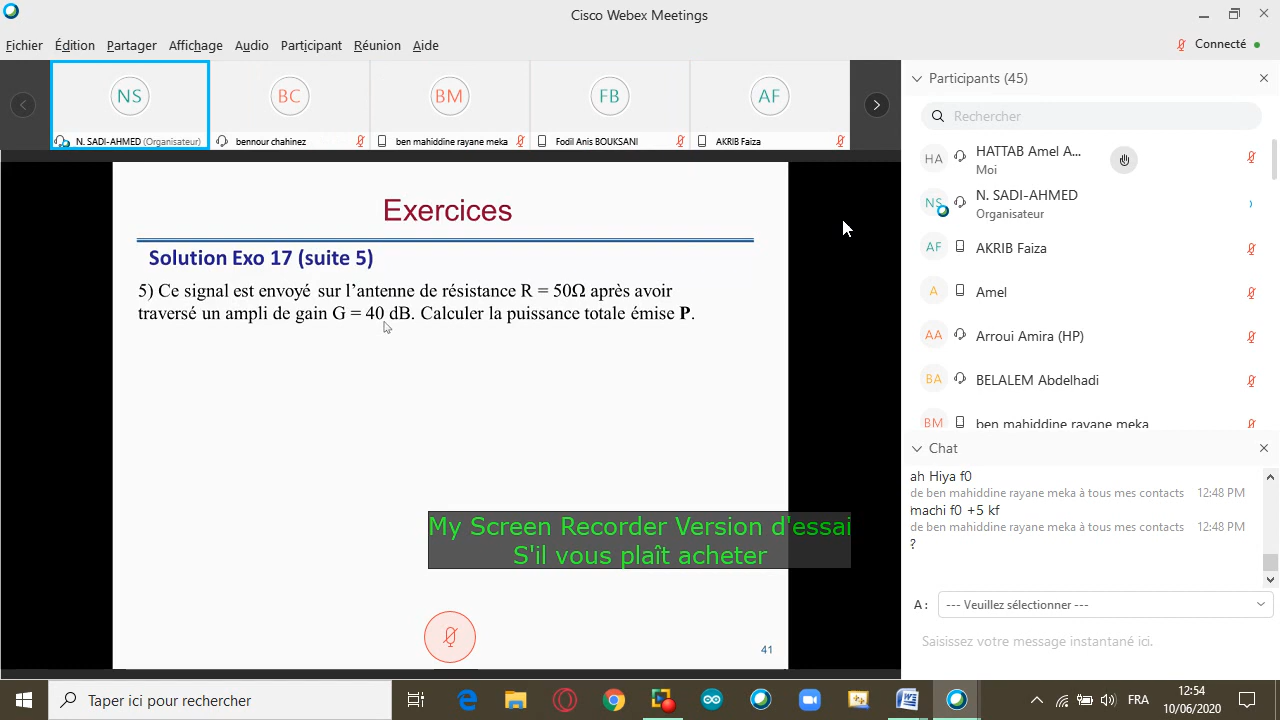 Cisco Webex Meetings
Fichier Édition Partager Affichage Audio Participant Réunion Aide
Connecté
NS
BC
BM
FB
AF
N. SADI-AHMED (Organisateur)
bennour chahinez
ben mahiddine rayane meka
Fodil Anis BOUKSANI
AKRIB Faiza
Exercices
Solution Exo 17 (suite 5)
5) Ce signal est envoyé sur l'antenne de résistance R = 50Ω après avoir
traversé un ampli de gain G = 40 dB. Calculer la puissance totale émise P.
My Screen Recorder Version d'essai
S'il vous plaît acheter
41
Participants (45)
Rechercher
HA HATTAB Amel A...
Moi
NS N. SADI-AHMED
Organisateur
AF AKRIB Faiza
A Amel
AA Arroui Amira (HP)
BA BELALEM Abdelhadi
BM ben mahiddine rayane meka
Chat
ah Hiya f0
de ben mahiddine rayane meka à tous mes contacts 12:48 PM
machi f0 +5 kf
de ben mahiddine rayane meka à tous mes contacts 12:48 PM
?
A : --- Veuillez sélectionner ---
Saisissez votre message instantané ici.
Taper ici pour rechercher
FRA
12:54
10/06/2020